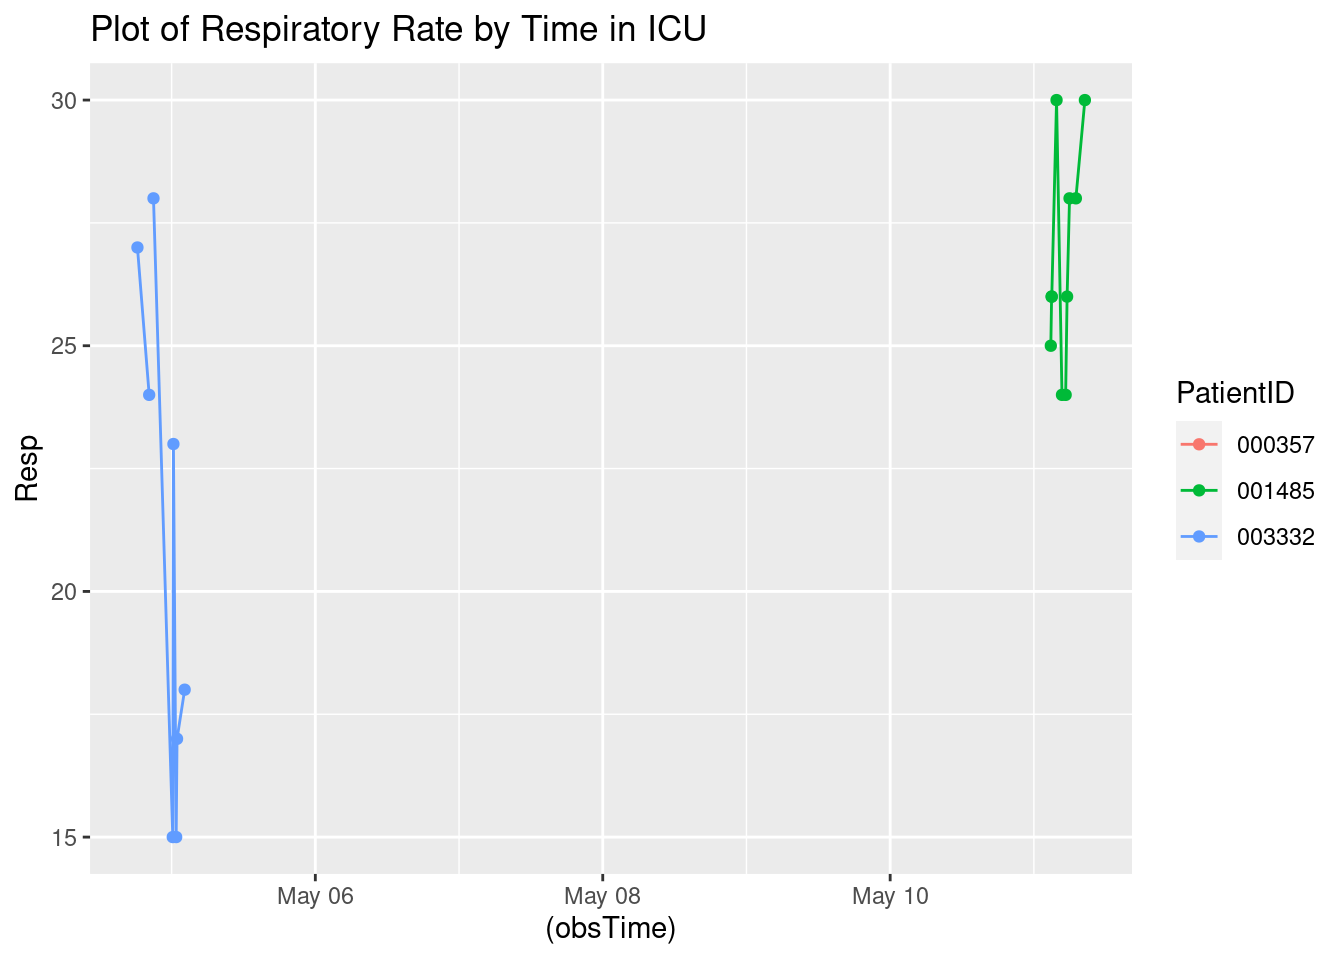 Plot of Respiratory Rate by Time in ICU
30
25
20
15
Resp
May 06
May 08
May 10
(obsTime)
PatientID
000357
001485
003332